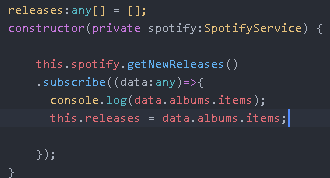 releases:any[] = [];
constructor(private spotify:SpotifyService) {
this.spotify.getNewReleases()
.subscribe((data:any)=>{
console.log(data.albums.items);
this.releases = data.albums.items;
});
}